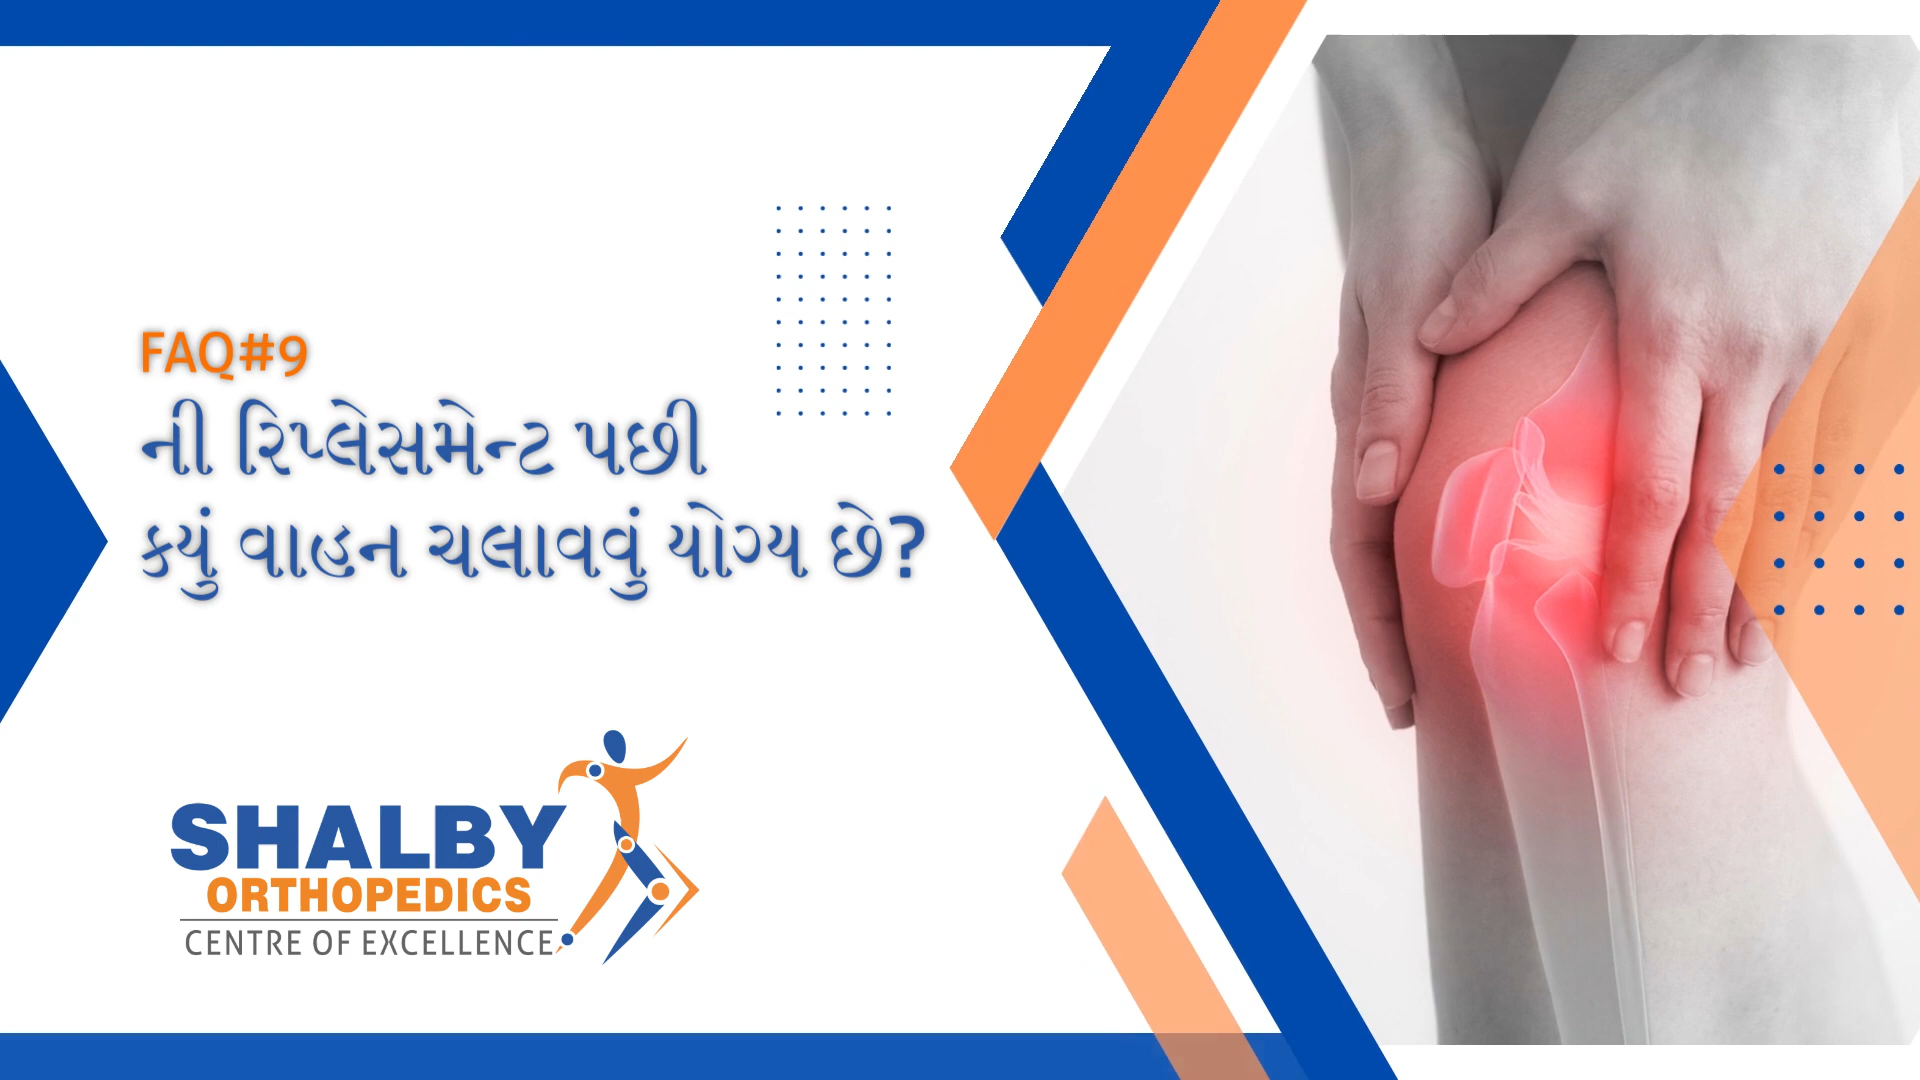 FAQ#9
ની રિપ્લેસમેન્ટ પછી
કયું વાહન ચલાવવું યોગ્ય છે?
SHALBY
ORTHOPEDICS
CENTRE OF EXCELLENCE